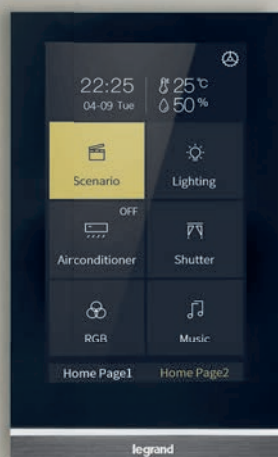 22:25 25°C
04-09 Tue 50%
Scenario Lighting
OFF
Airconditioner Shutter
RGB Music
Home Page1 Home Page2
legrand